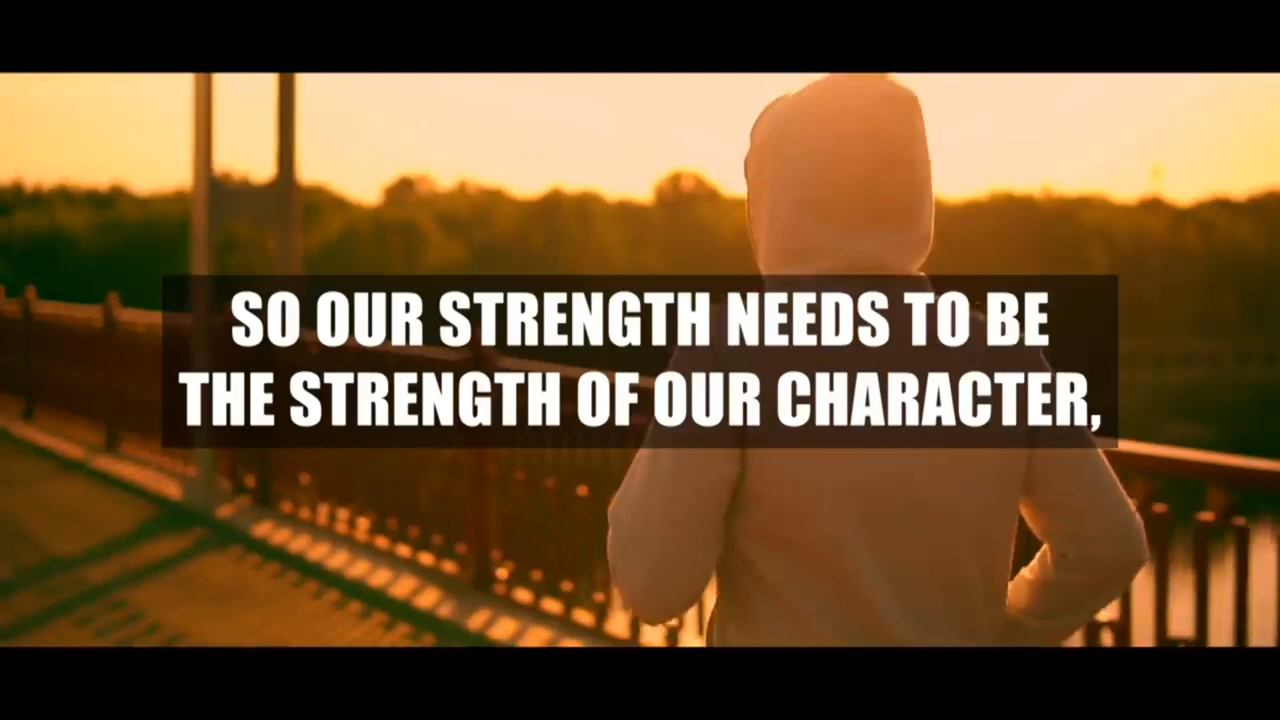 SO OUR STRENGTH NEEDS TO BE
THE STRENGTH OF OUR CHARACTER,